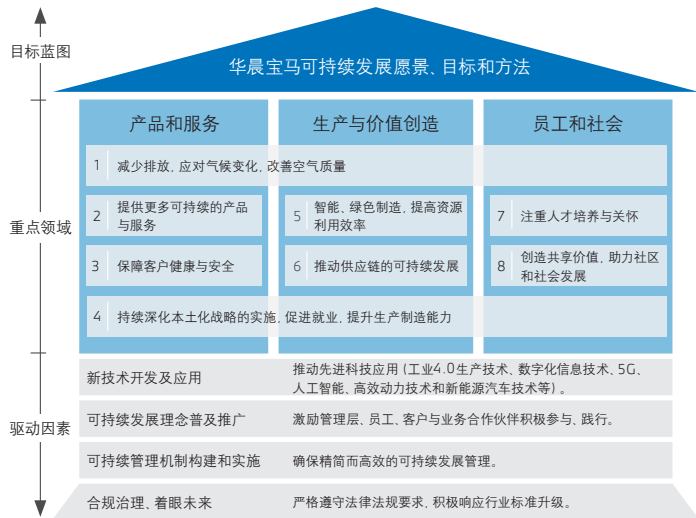 目标蓝图
华晨宝马可持续发展愿景、目标和方法
重点领域
产品和服务
生产与价值创造
员工和社会
1 减少排放, 应对气候变化, 改善空气质量
2 提供更多可持续的产品
与服务
5 智能、绿色制造, 提高资源
利用效率
7 注重人才培养与关怀
3 保障客户健康与安全
6 推动供应链的可持续发展
8 创造共享价值, 助力社区
和社会发展
4 持续深化本土化战略的实施, 促进就业, 提升生产制造能力
驱动因素
新技术开发及应用
推动先进科技应用 (工业4.0生产技术、数字化信息技术、5G、
人工智能、高效动力技术和新能源汽车技术等) 。
可持续发展理念普及推广
激励管理层、员工、客户与业务合作伙伴积极参与、践行。
可持续管理机制构建和实施
确保精简而高效的可持续发展管理。
合规治理、着眼未来
严格遵守法律法规要求, 积极响应行业标准升级。